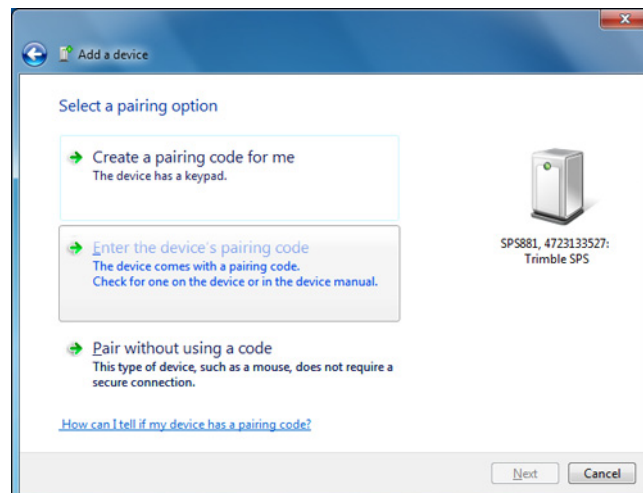 Add a device
Select a pairing option
Create a pairing code for me
The device has a keypad.
Enter the device's pairing code
The device comes with a pairing code.
Check for one on the device or in the device manual.
SPS881, 4723133527:
Trimble SPS
Pair without using a code
This type of device, such as a mouse, does not require a
secure connection.
How can I tell if my device has a pairing code?
Next
Cancel